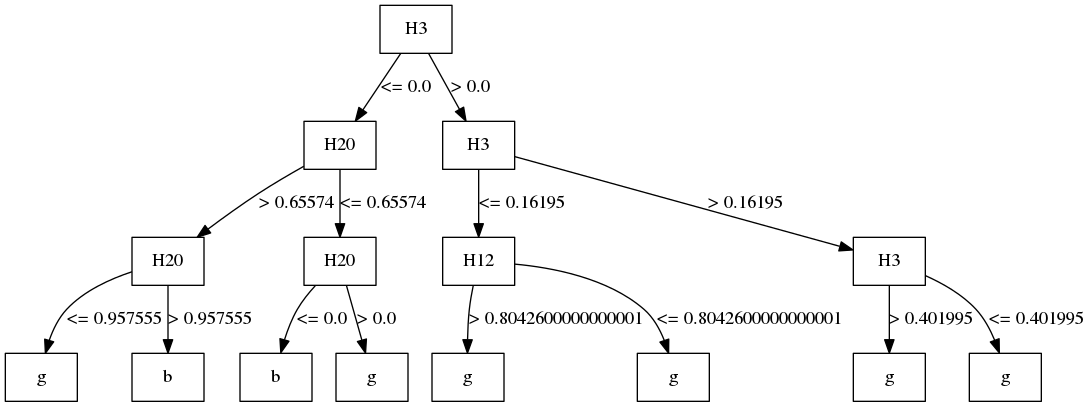 H3
<= 0.0
> 0.0
H20
H3
> 0.65574
<= 0.65574
<= 0.16195
> 0.16195
H20
H20
H12
H3
<= 0.957555
> 0.957555
<= 0.0
> 0.0
> 0.8042600000000001
<= 0.8042600000000001
> 0.401995
<= 0.401995
g
b
b
g
g
g
g
g